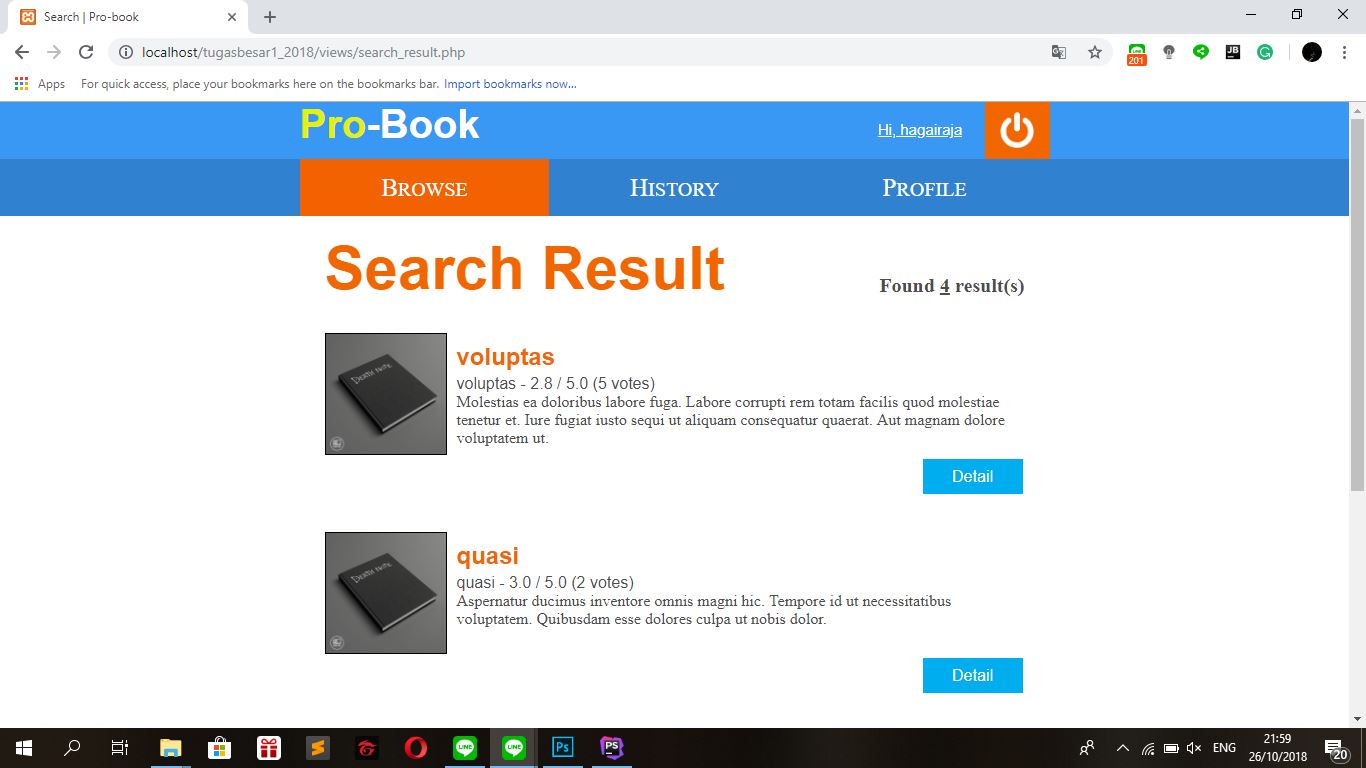 Search | Pro-book
localhost/tugasbesar1_2018/views/search_result.php
201
JB
G
Apps For quick access, place your bookmarks here on the bookmarks bar. Import bookmarks now...
Pro-Book
Hi, hagairaja
BROWSE HISTORY PROFILE
Search Result
Found 4 result(s)
DEATH NOTE
voluptas
voluptas - 2.8 / 5.0 (5 votes)
Molestias ea doloribus labore fuga. Labore corrupti rem totam facilis quod molestiae
tenetur et. Iure fugiat iusto sequi ut aliquam consequatur quaerat. Aut magnam dolore
voluptatem ut.
Detail
DEATH NOTE
quasi
quasi - 3.0 / 5.0 (2 votes)
Aspernatur ducimus inventore omnis magni hic. Tempore id ut necessitatibus
voluptatem. Quibusdam esse dolores culpa ut nobis dolor.
Detail
LINE LINE Ps PS
ENG
21:59
26/10/2018
20